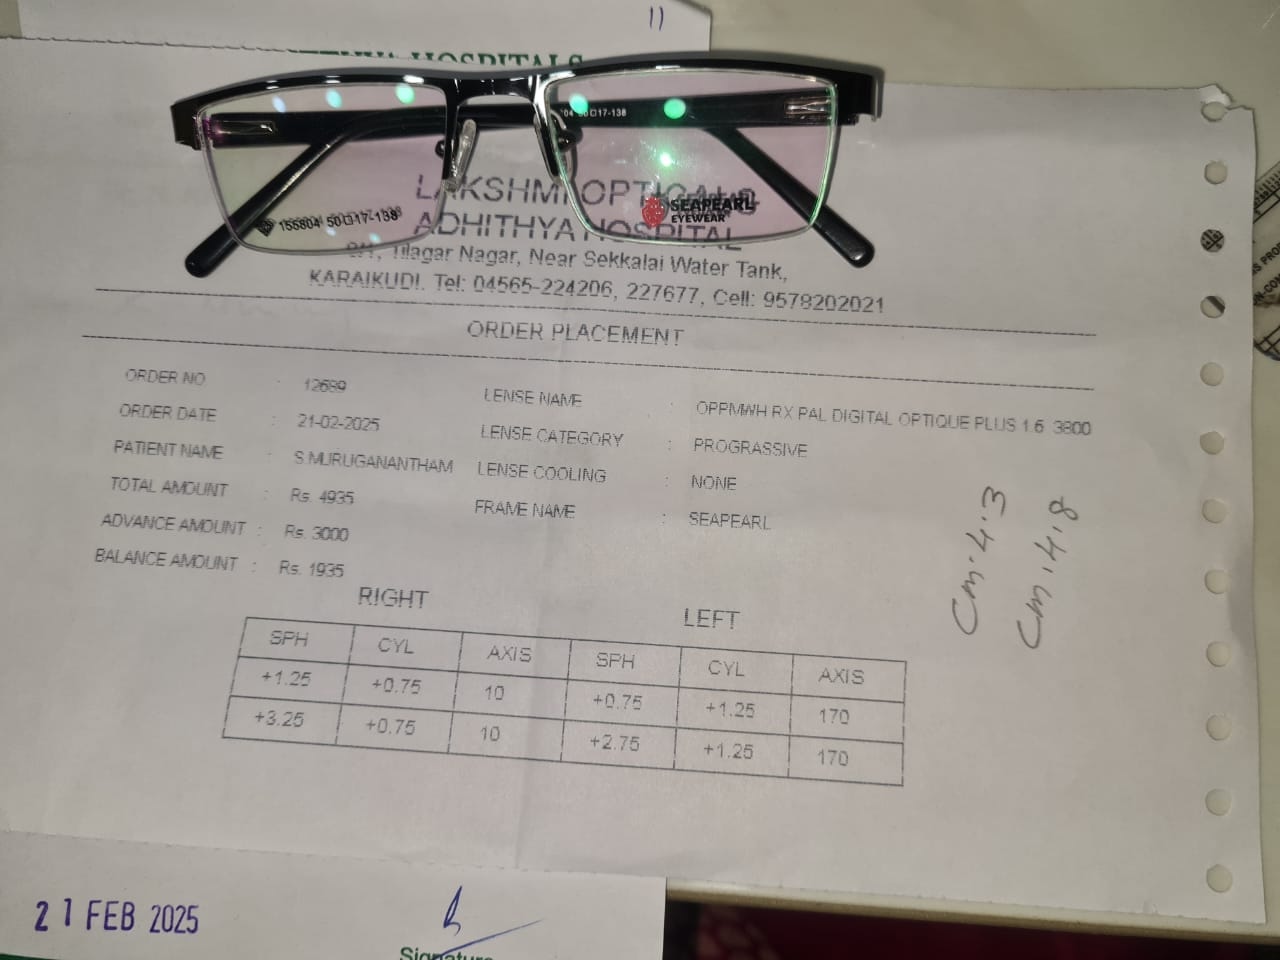 11
HOSPITALS
50□17-138
LAKSHMI OPTICALS
ADHITHYA HOSPITAL
155804 50□17-138
SEAPEARL
EYEWEAR
Tilagar Nagar, Near Sekkalai Water Tank,
KARAIKUDI. Tel: 04565-224206, 227677, Cell: 9578202021
ORDER PLACEMENT
ORDER NO : 12689 LENSE NAME : OPPMWH RX PAL DIGITAL OPTIQUE PLUS 1.6 3800
ORDER DATE : 21-02-2025 LENSE CATEGORY : PROGRASSIVE
PATIENT NAME : S.MURUGANANTHAM LENSE COOLING : NONE
TOTAL AMOUNT : Rs. 4935 FRAME NAME : SEAPEARL
ADVANCE AMOUNT : Rs. 3000
BALANCE AMOUNT : Rs. 1935
Cm. 4.3
Cm. 4.8
RIGHT LEFT
SPH CYL AXIS SPH CYL AXIS
+1.25 +0.75 10 +0.75 +1.25 170
+3.25 +0.75 10 +2.75 +1.25 170
21 FEB 2025
Signature